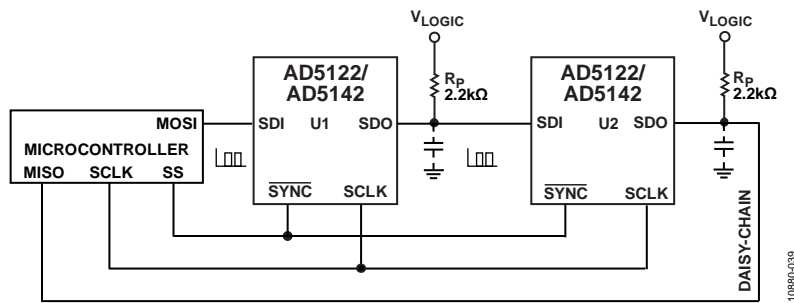 VLOGIC
VLOGIC
AD5122/
AD5142
RP
2.2kΩ
AD5122/
AD5142
RP
2.2kΩ
MOSI
SDI
U1
SDO
SDI
U2
SDO
MICROCONTROLLER
MISO
SCLK
SS
SYNC
SCLK
SYNC
SCLK
DAISY-CHAIN
10880-039